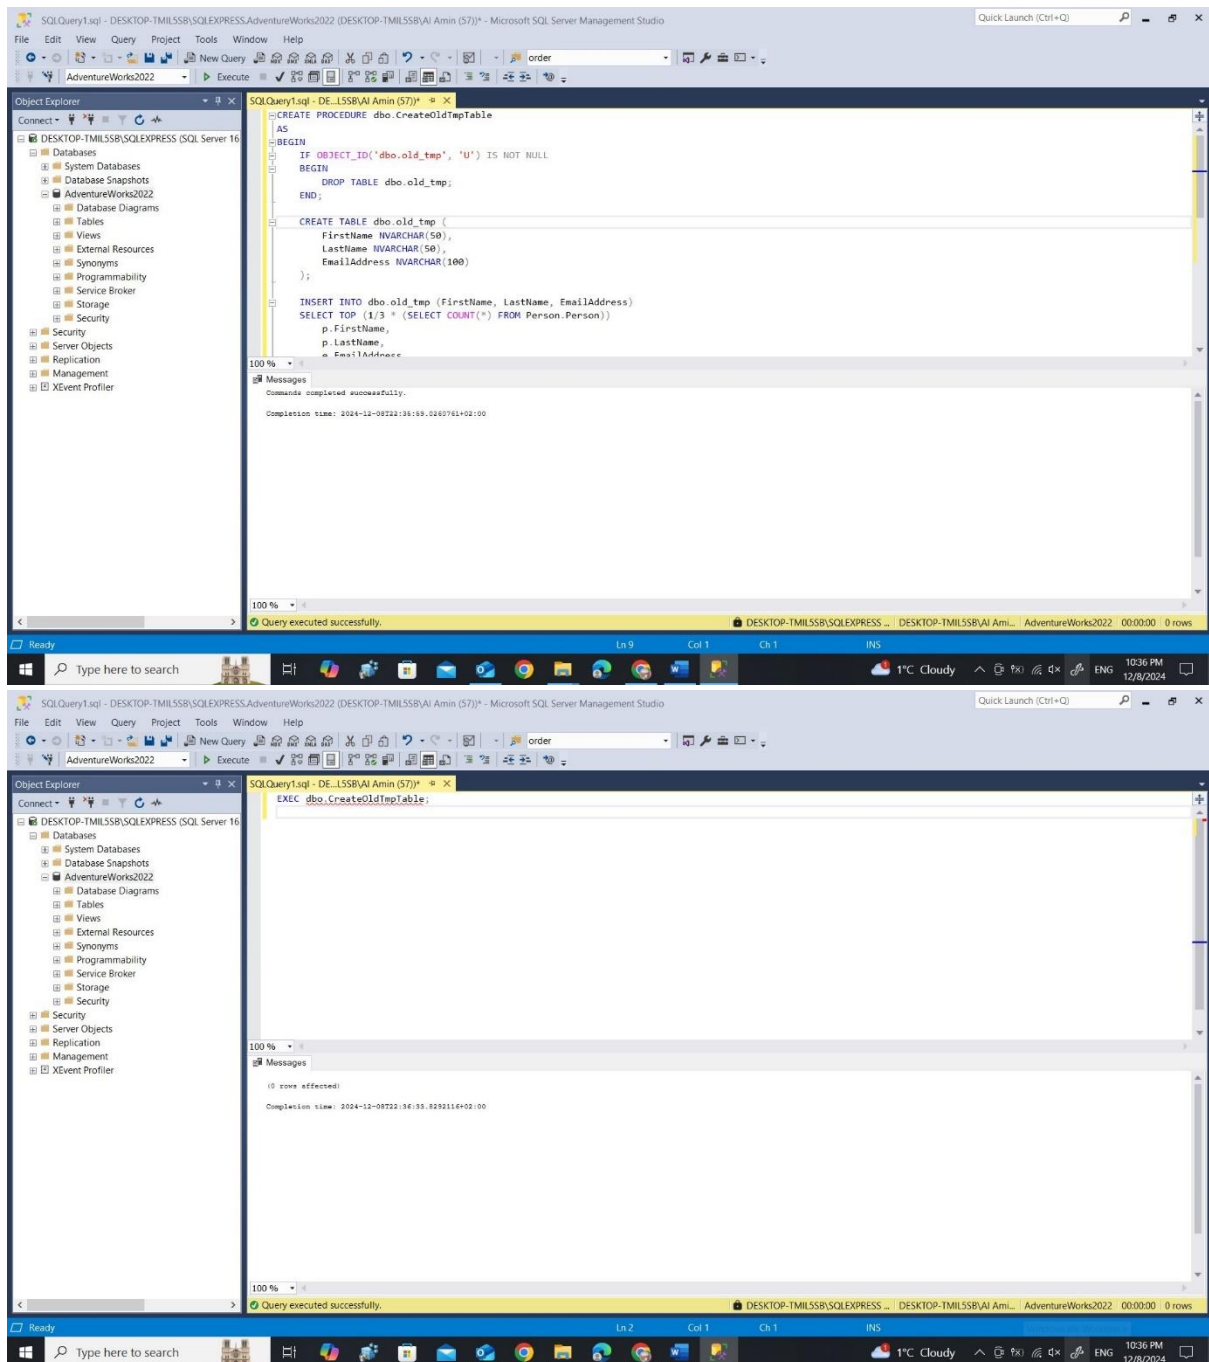 SQLQuery1.sql - DESKTOP-TMIL5SB\SQLEXPRESS.AdventureWorks2022 (DESKTOP-TMIL5SB\Al Amin (57))* - Microsoft SQL Server Management Studio
Quick Launch (Ctrl+Q)
File Edit View Query Project Tools Window Help
New Query
order
AdventureWorks2022
Execute
Object Explorer
SQLQuery1.sql - DE...L5SB\Al Amin (57))*
Connect
DESKTOP-TMIL5SB\SQLEXPRESS (SQL Server 16
Databases
System Databases
Database Snapshots
AdventureWorks2022
Database Diagrams
Tables
Views
External Resources
Synonyms
Programmability
Service Broker
Storage
Security
Security
Server Objects
Replication
Management
XEvent Profiler
CREATE PROCEDURE dbo.CreateOldTmpTable
AS
BEGIN
IF OBJECT_ID('dbo.old_tmp', 'U') IS NOT NULL
BEGIN
DROP TABLE dbo.old_tmp;
END;
CREATE TABLE dbo.old_tmp (
FirstName NVARCHAR(50),
LastName NVARCHAR(50),
EmailAddress NVARCHAR(100)
);
INSERT INTO dbo.old_tmp (FirstName, LastName, EmailAddress)
SELECT TOP (1/3 * (SELECT COUNT(*) FROM Person.Person))
p.FirstName,
p.LastName,
e.EmailAddress
100 %
Messages
Commands completed successfully.
Completion time: 2024-12-08T22:35:59.0260761+02:00
100 %
Query executed successfully.
DESKTOP-TMIL5SB\SQLEXPRESS ... DESKTOP-TMIL5SB\Al Ami... AdventureWorks2022 00:00:00 0 rows
Ready
Ln 9 Col 1 Ch 1 INS
Type here to search
1°C Cloudy
ENG
10:36 PM
12/8/2024
SQLQuery1.sql - DESKTOP-TMIL5SB\SQLEXPRESS.AdventureWorks2022 (DESKTOP-TMIL5SB\Al Amin (57))* - Microsoft SQL Server Management Studio
Quick Launch (Ctrl+Q)
File Edit View Query Project Tools Window Help
New Query
order
AdventureWorks2022
Execute
Object Explorer
SQLQuery1.sql - DE...L5SB\Al Amin (57))*
Connect
DESKTOP-TMIL5SB\SQLEXPRESS (SQL Server 16
Databases
System Databases
Database Snapshots
AdventureWorks2022
Database Diagrams
Tables
Views
External Resources
Synonyms
Programmability
Service Broker
Storage
Security
Security
Server Objects
Replication
Management
XEvent Profiler
EXEC dbo.CreateOldTmpTable;
100 %
Messages
(0 rows affected)
Completion time: 2024-12-08T22:36:33.8292116+02:00
100 %
Query executed successfully.
DESKTOP-TMIL5SB\SQLEXPRESS ... DESKTOP-TMIL5SB\Al Ami... AdventureWorks2022 00:00:00 0 rows
Ready
Ln 2 Col 1 Ch 1 INS
Type here to search
1°C Cloudy
ENG
10:36 PM
12/8/2024